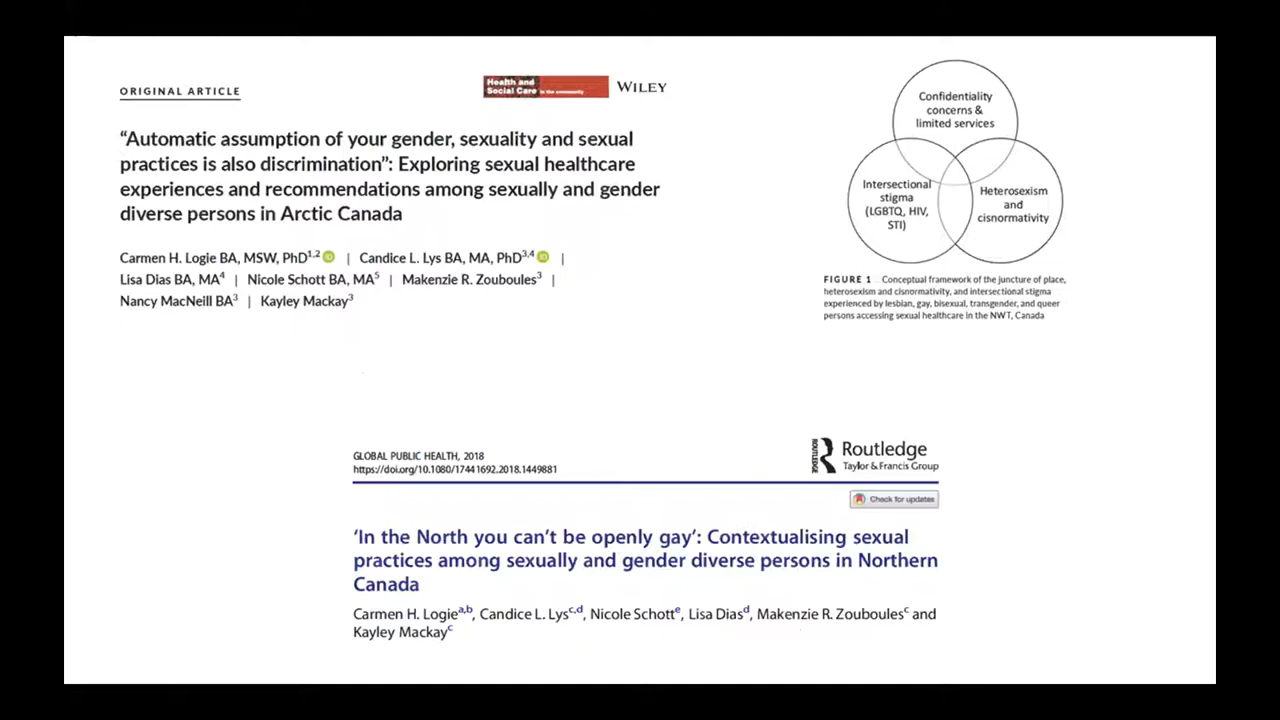 ORIGINAL ARTICLE
Health and
Social Care in the community
WILEY
“Automatic assumption of your gender, sexuality and sexual
practices is also discrimination”: Exploring sexual healthcare
experiences and recommendations among sexually and gender
diverse persons in Arctic Canada
Carmen H. Logie BA, MSW, PhD1,2 iD | Candice L. Lys BA, MA, PhD3,4 iD |
Lisa Dias BA, MA4 | Nicole Schott BA, MA5 | Makenzie R. Zouboules3 |
Nancy MacNeill BA3 | Kayley Mackay3
Confidentiality
concerns &
limited services
Intersectional
stigma
(LGBTQ, HIV,
STI)
Heterosexism
and
cisnormativity
FIGURE 1 Conceptual framework of the juncture of place,
heterosexism and cisnormativity, and intersectional stigma
experienced by lesbian, gay, bisexual, transgender, and queer
persons accessing sexual healthcare in the NWT, Canada
GLOBAL PUBLIC HEALTH, 2018
https://doi.org/10.1080/17441692.2018.1449881
ROUTLEDGE
Routledge
Taylor & Francis Group
Check for updates
‘In the North you can’t be openly gay’: Contextualising sexual
practices among sexually and gender diverse persons in Northern
Canada
Carmen H. Logiea,b, Candice L. Lysc,d, Nicole Schotte, Lisa Diasd, Makenzie R. Zouboulesc and
Kayley Mackayc